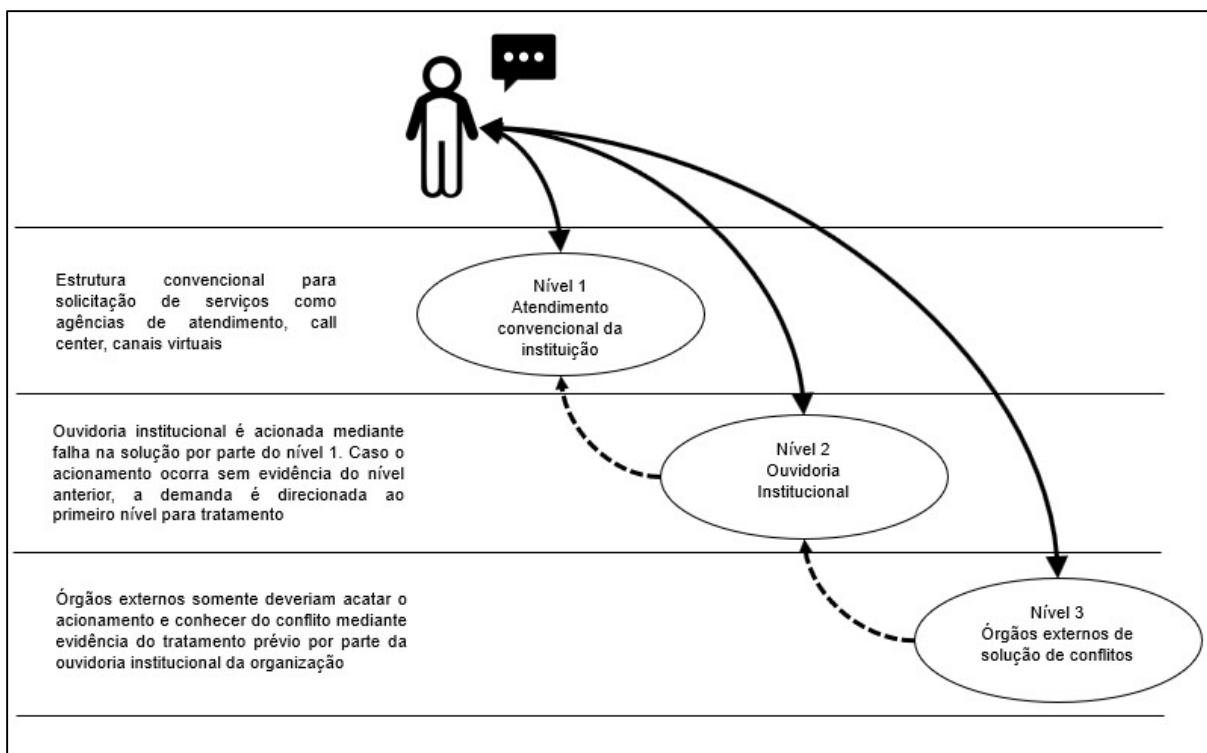 Estrutura convencional para
solicitação de serviços como
agências de atendimento, call
center, canais virtuais
Nível 1
Atendimento
convencional da
instituição
Ouvidoria institucional é acionada mediante
falha na solução por parte do nível 1. Caso o
acionamento ocorra sem evidência do nível
anterior, a demanda é direcionada ao
primeiro nível para tratamento
Nível 2
Ouvidoria
Institucional
Órgãos externos somente deveriam acatar o
acionamento e conhecer do conflito mediante
evidência do tratamento prévio por parte da
ouvidoria institucional da organização
Nível 3
Órgãos externos de
solução de conflitos